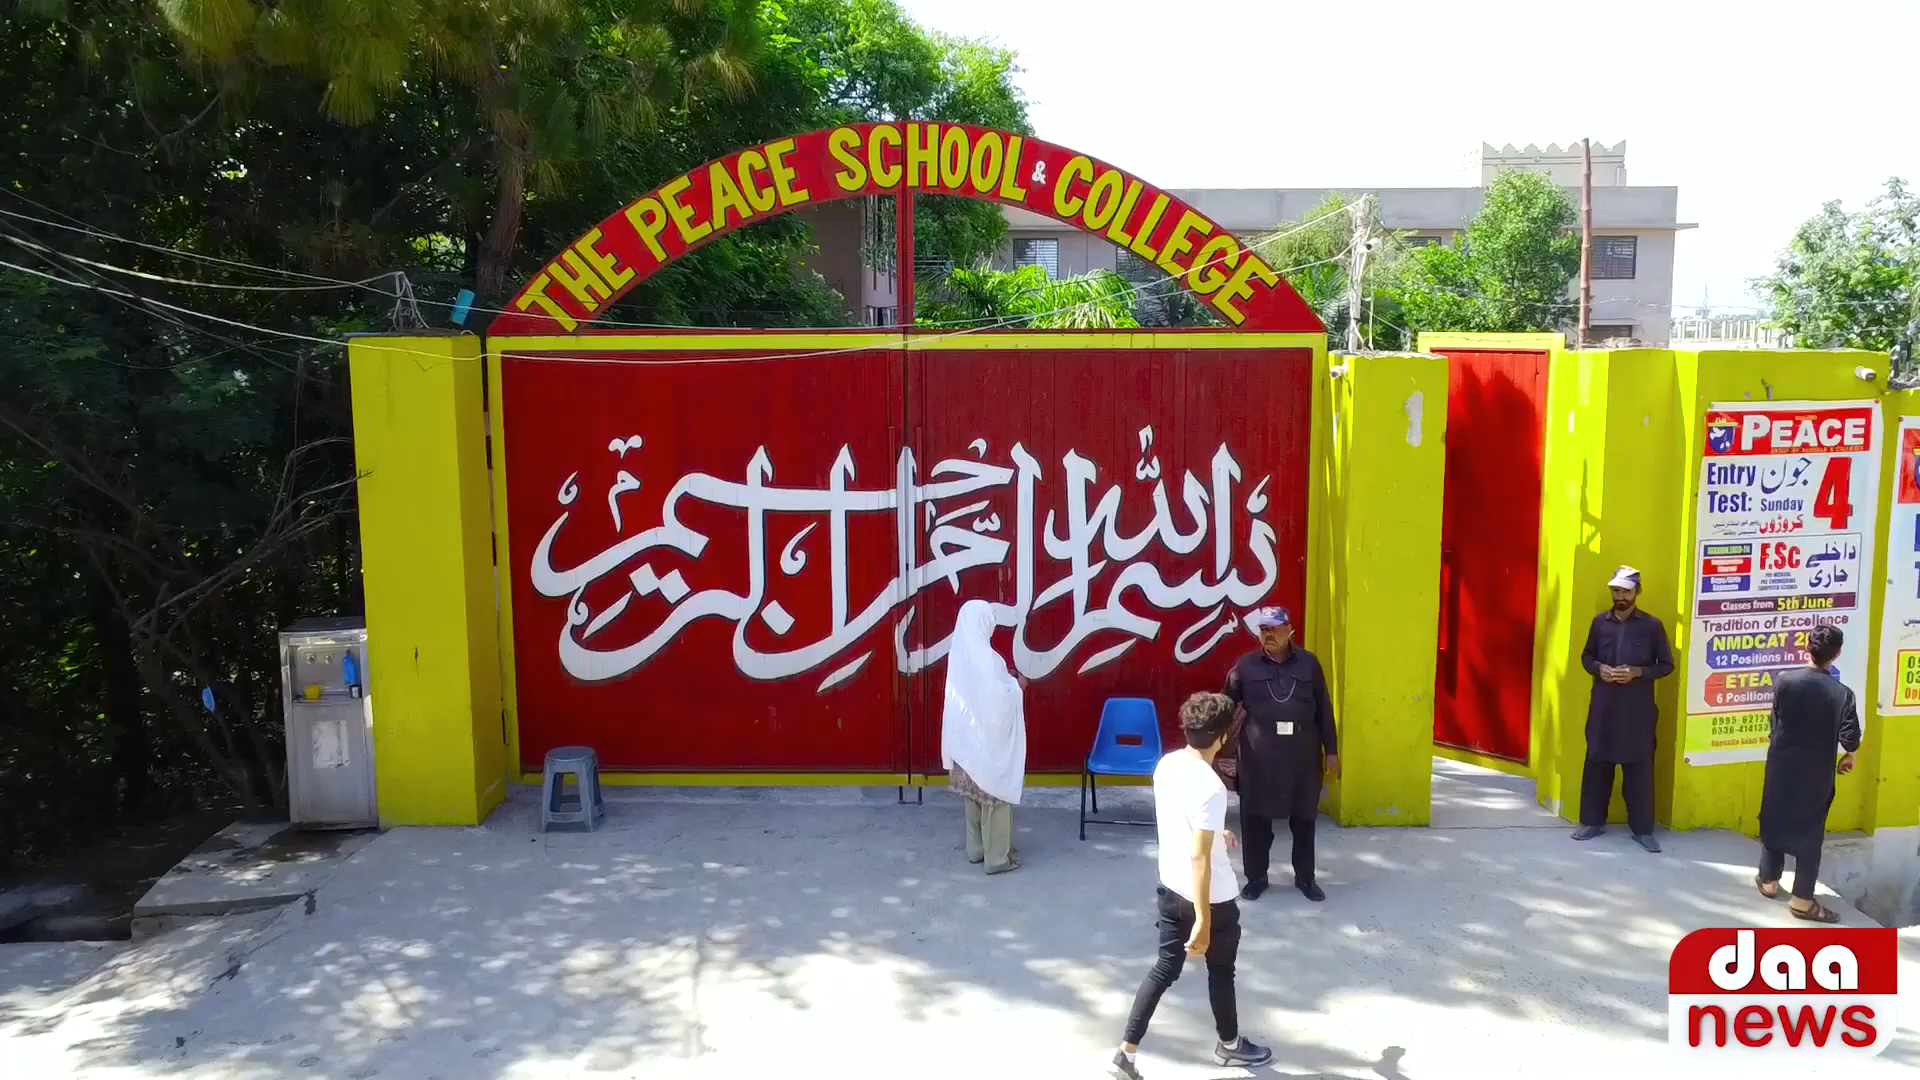 THE PEACE SCHOOL & COLLEGE
بسم الله الرحمن الرحيم
PEACE
Entry
Test:
جون
Sunday
4
کروڑوں
F.Sc
داخلے
جاری
Classes from 5th June
Tradition of Excellence
NMDCAT
12 Positions in
ETEA
6 Positions
daa
news